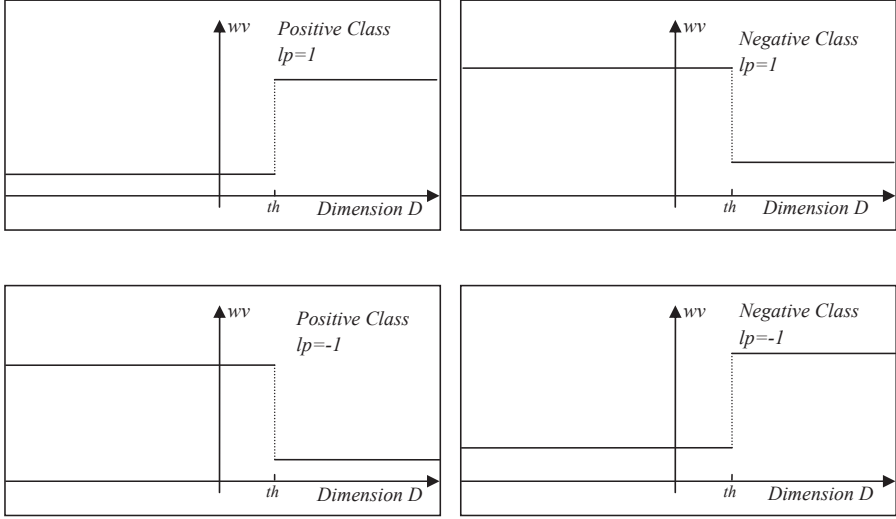 wv
Positive Class
lp=1
th
Dimension D
wv
Negative Class
lp=1
th
Dimension D
wv
Positive Class
lp=-1
th
Dimension D
wv
Negative Class
lp=-1
th
Dimension D